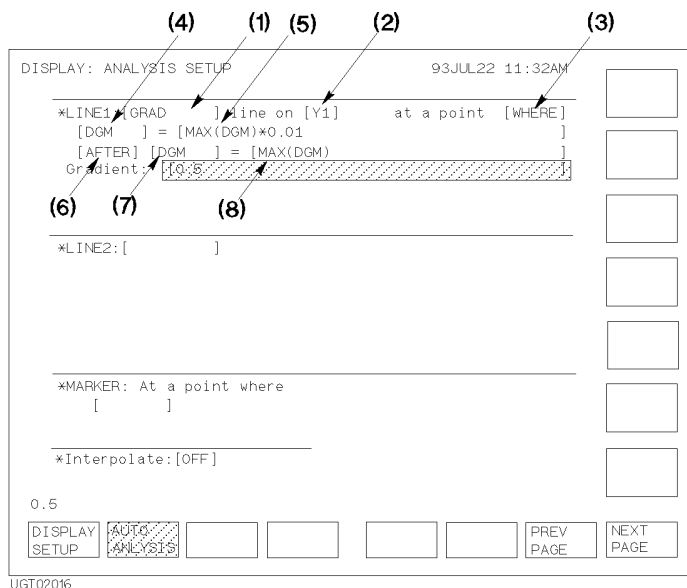 (4) (1) (5) (2) (3)
DISPLAY: ANALYSIS SETUP 93JUL22 11:32AM
*LINE1:[GRAD ] line on [Y1] at a point [WHERE]
[DGM ] = [MAX(DGM)*0.01 ]
[AFTER] [DGM ] = [MAX(DGM) ]
Gradient: [0.5 ]
(6) (7) (8)
*LINE2:[ ]
*MARKER: At a point where
[ ]
*Interpolate:[OFF]
0.5
DISPLAY SETUP
AUTO ANLYSIS
PREV PAGE
NEXT PAGE
UGT02016